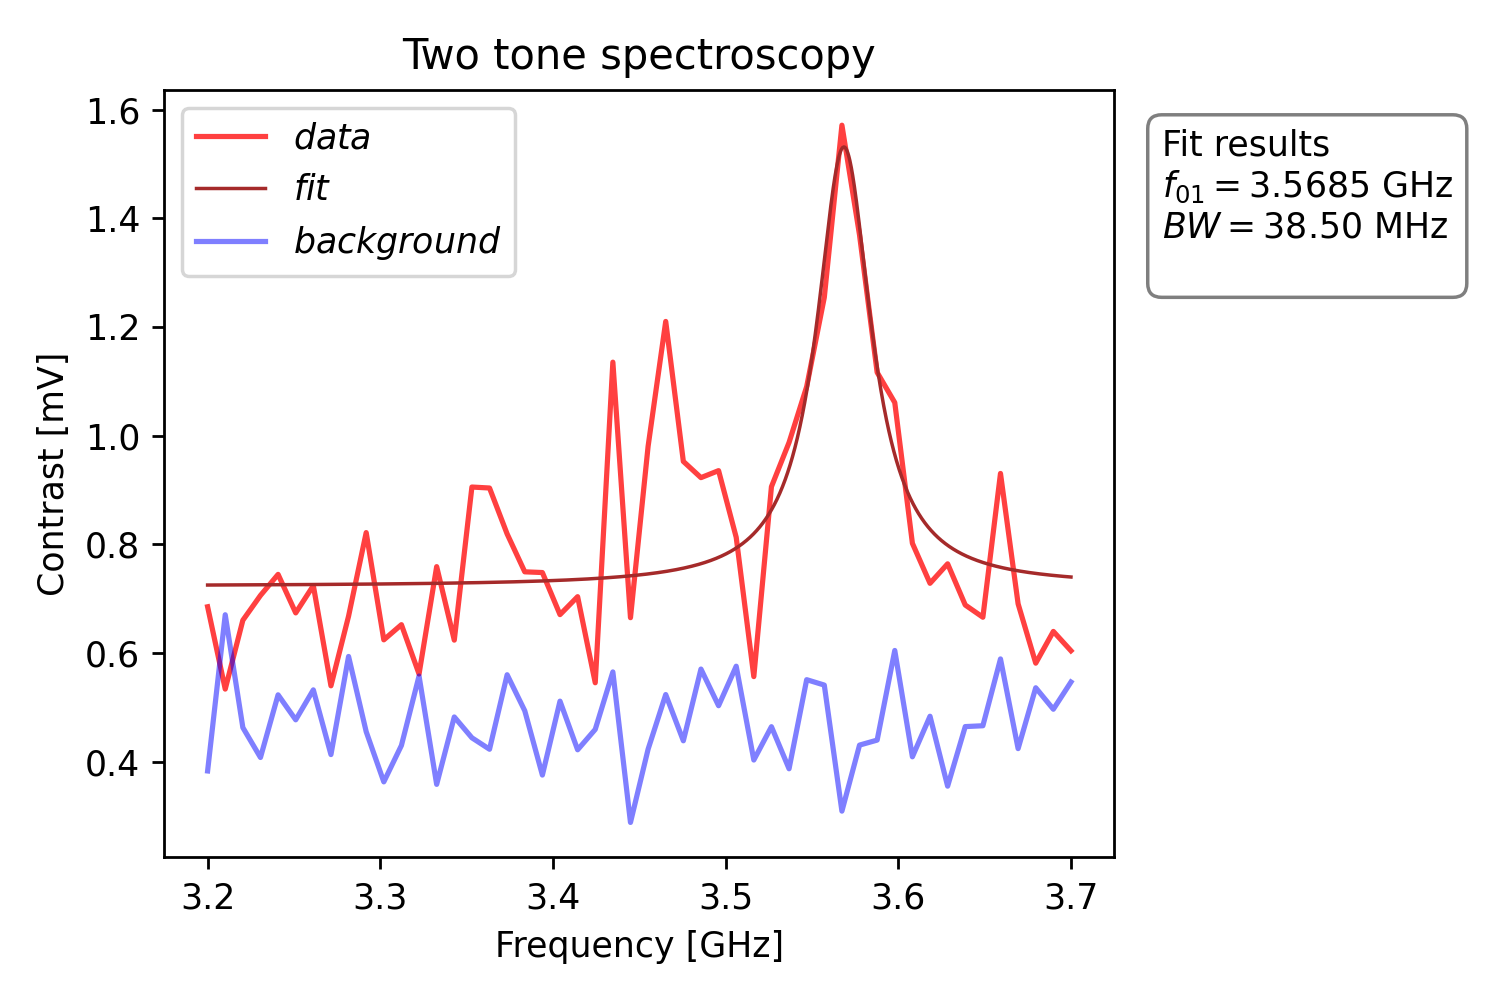 Two tone spectroscopy
data
fit
background
Fit results
f01 = 3.5685 GHz
BW = 38.50 MHz
Contrast [mV]
1.6
1.4
1.2
1.0
0.8
0.6
0.4
3.2 3.3 3.4 3.5 3.6 3.7
Frequency [GHz]